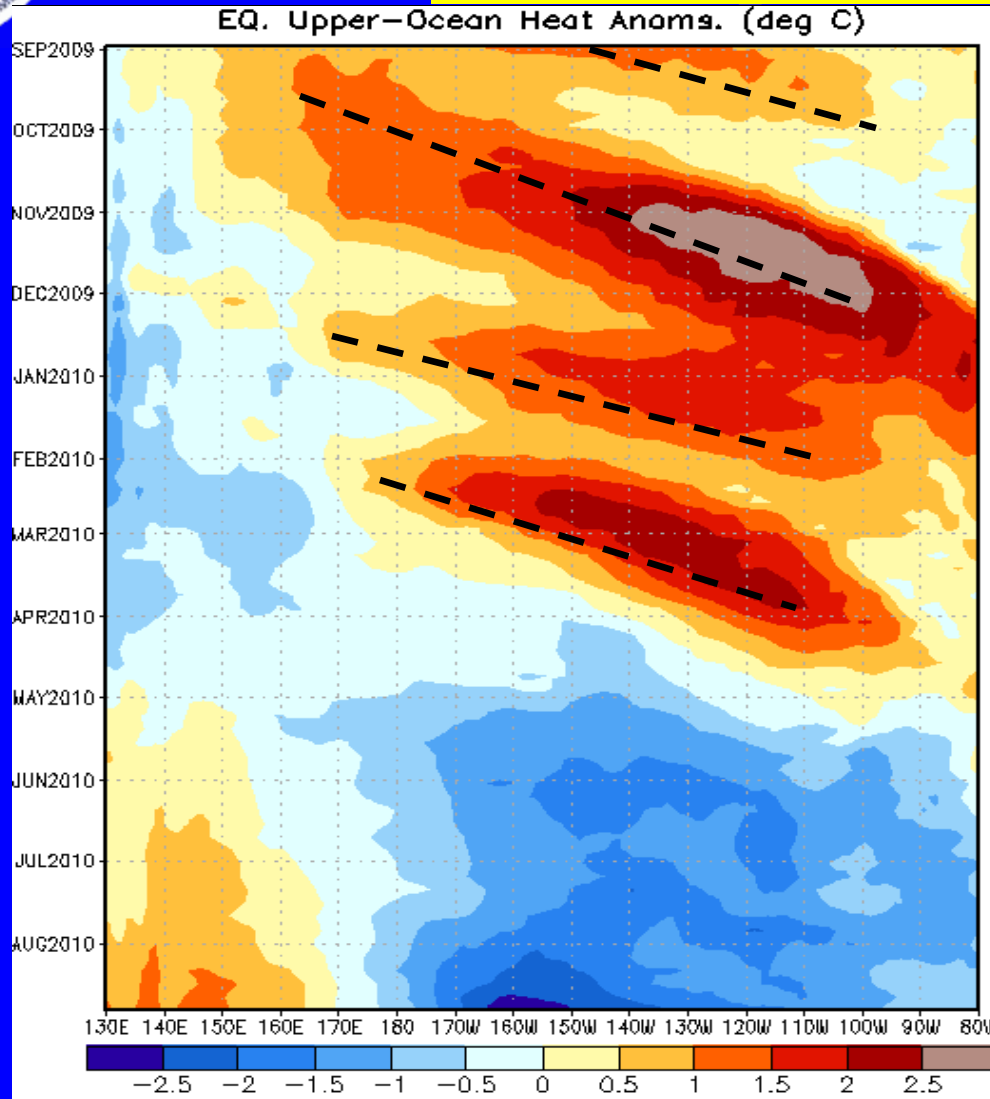 EQ. Upper-Ocean Heat Anoms. (deg C)
SEP2009
OCT2009
NOV2009
DEC2009
JAN2010
FEB2010
MAR2010
APR2010
MAY2010
JUN2010
JUL2010
AUG2010
130E 140E 150E 160E 170E 180 170W 160W 150W 140W 130W 120W 110W 100W 90W 80W
-2.5 -2 -1.5 -1 -0.5 0 0.5 1 1.5 2 2.5